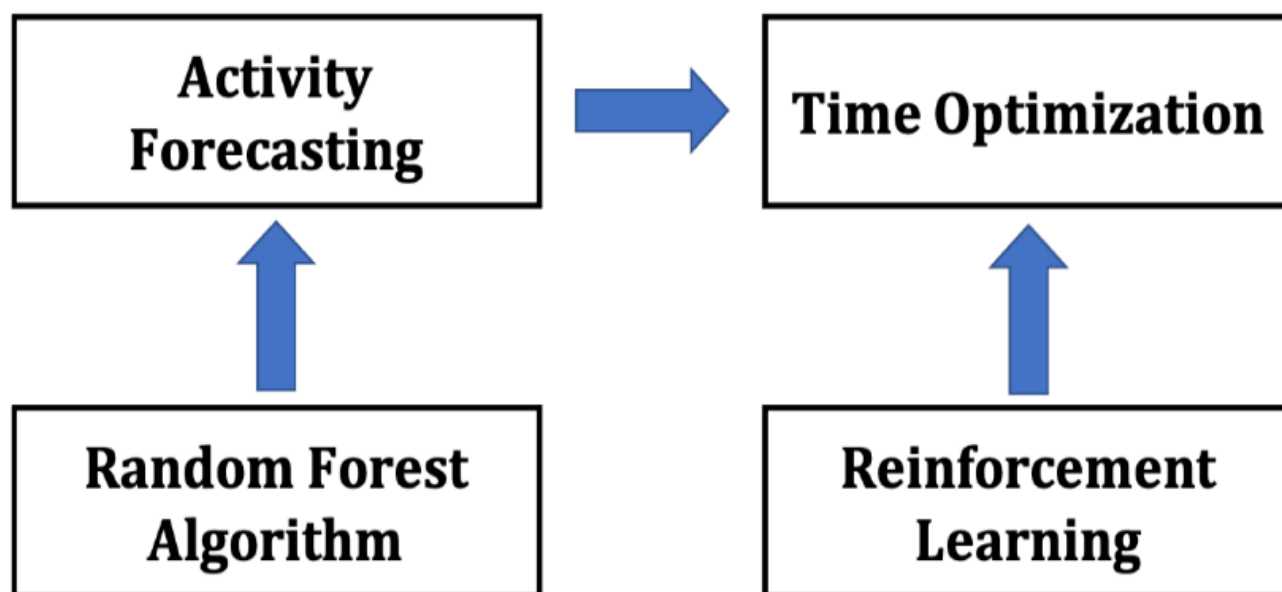 Activity
Forecasting
Time Optimization
Random Forest
Algorithm
Reinforcement
Learning